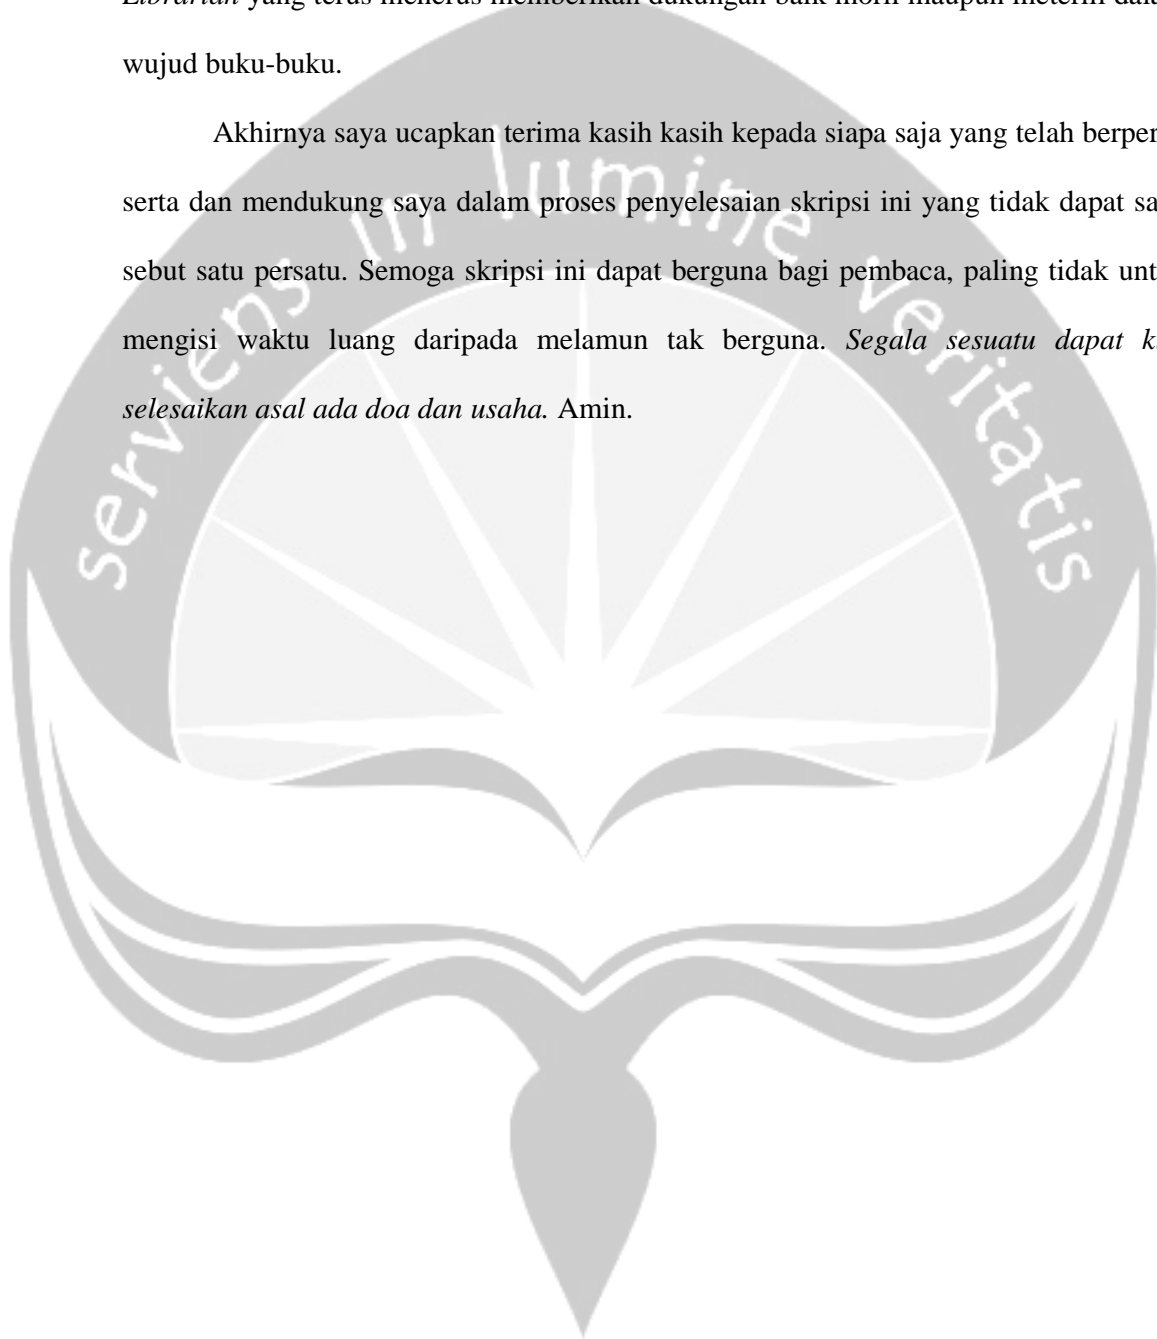 Librarian yang terus menerus memberikan dukungan baik moril maupun meteriil
wujud buku-buku.
Akhirnya saya ucapkan terima kasih kasih kepada siapa saja yang telah
serta dan mendukung saya dalam proses penyelesaian skripsi ini yang tidak dapat
sebut satu persatu. Semoga skripsi ini dapat berguna bagi pembaca, paling tidak
mengisi waktu luang daripada melamun tak berguna. Segala sesuatu dapat
selesaikan asal ada doa dan usaha. Amin.
serviens in lumine veritatis